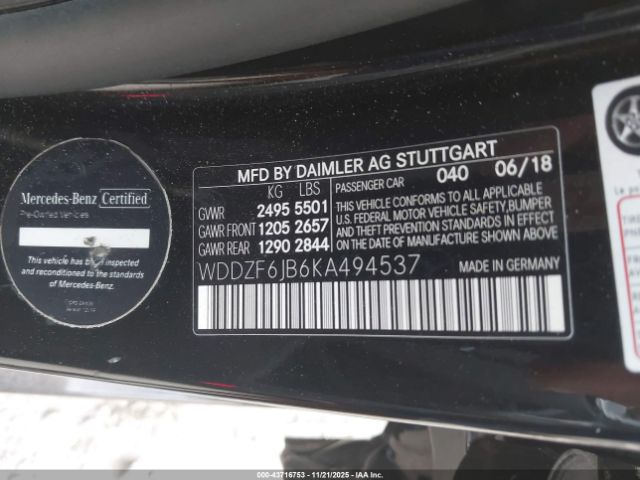 MFD BY DAIMLER AG STUTTGART
KG LBS
GVWR 2495 5501
GAWR FRONT 1205 2657
GAWR REAR 1290 2844
PASSENGER CAR 040 06/18
THIS VEHICLE CONFORMS TO ALL APPLICABLE
U.S. FEDERAL MOTOR VEHICLE SAFETY, BUMPER
AND THEFT PREVENTION STANDARDS IN EFFECT
ON THE DATE OF MANUFACTURE SHOWN ABOVE.
WDDZF6JB6KA494537
MADE IN GERMANY
Mercedes-Benz Certified
Pre-Owned Vehicles
This vehicle has been inspected
and reconditioned to the standards
of Mercedes-Benz.
000-43716753 - 11/21/2025 - IAAI.COM